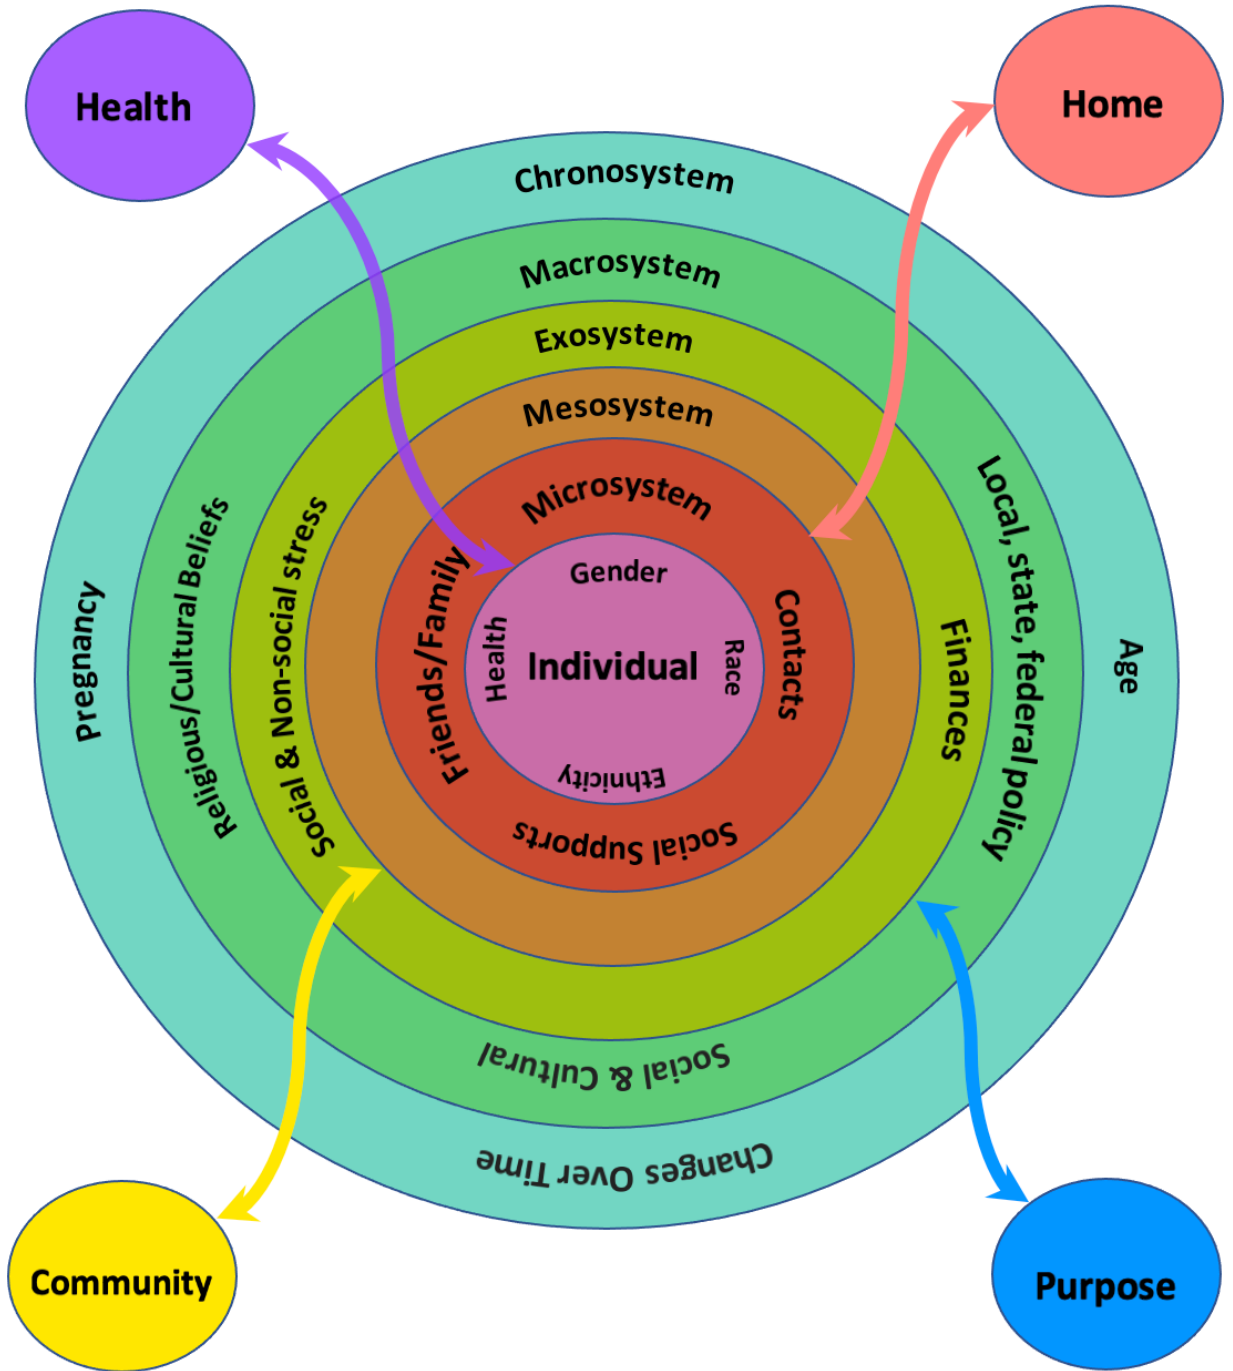 Health
Home
Chronosystem
Macrosystem
Exosystem
Mesosystem
Microsystem
Gender
Individual
Health
Race
Ethnicity
Friends/Family
Contacts
Social Supports
Social & Non-social stress
Finances
Religious/Cultural Beliefs
Local, state, federal policy
Social & Cultural
Pregnancy
Age
Changes Over Time
Community
Purpose